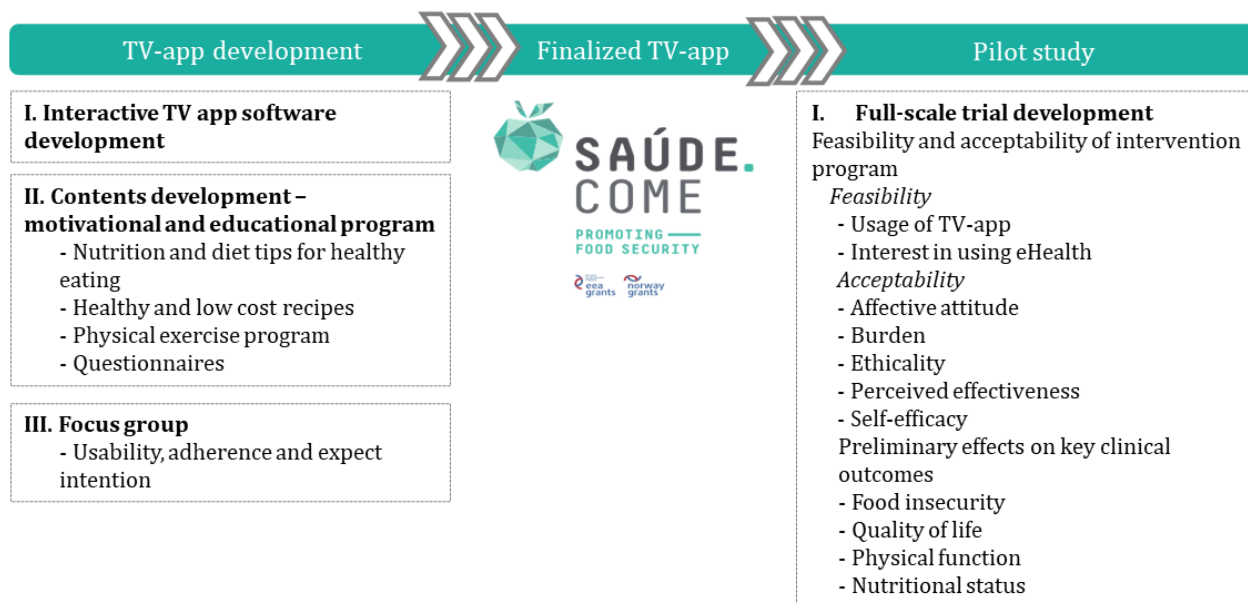 TV-app development
Finalized TV-app
Pilot study
I. Interactive TV app software
development
II. Contents development –
motivational and educational program
- Nutrition and diet tips for healthy
eating
- Healthy and low cost recipes
- Physical exercise program
- Questionnaires
III. Focus group
- Usability, adherence and expect
intention
SAÚDE.
COME
PROMOTING
FOOD SECURITY
eea
grants
norway
grants
I. Full-scale trial development
Feasibility and acceptability of intervention
program
Feasibility
- Usage of TV-app
- Interest in using eHealth
Acceptability
- Affective attitude
- Burden
- Ethicality
- Perceived effectiveness
- Self-efficacy
Preliminary effects on key clinical
outcomes
- Food insecurity
- Quality of life
- Physical function
- Nutritional status